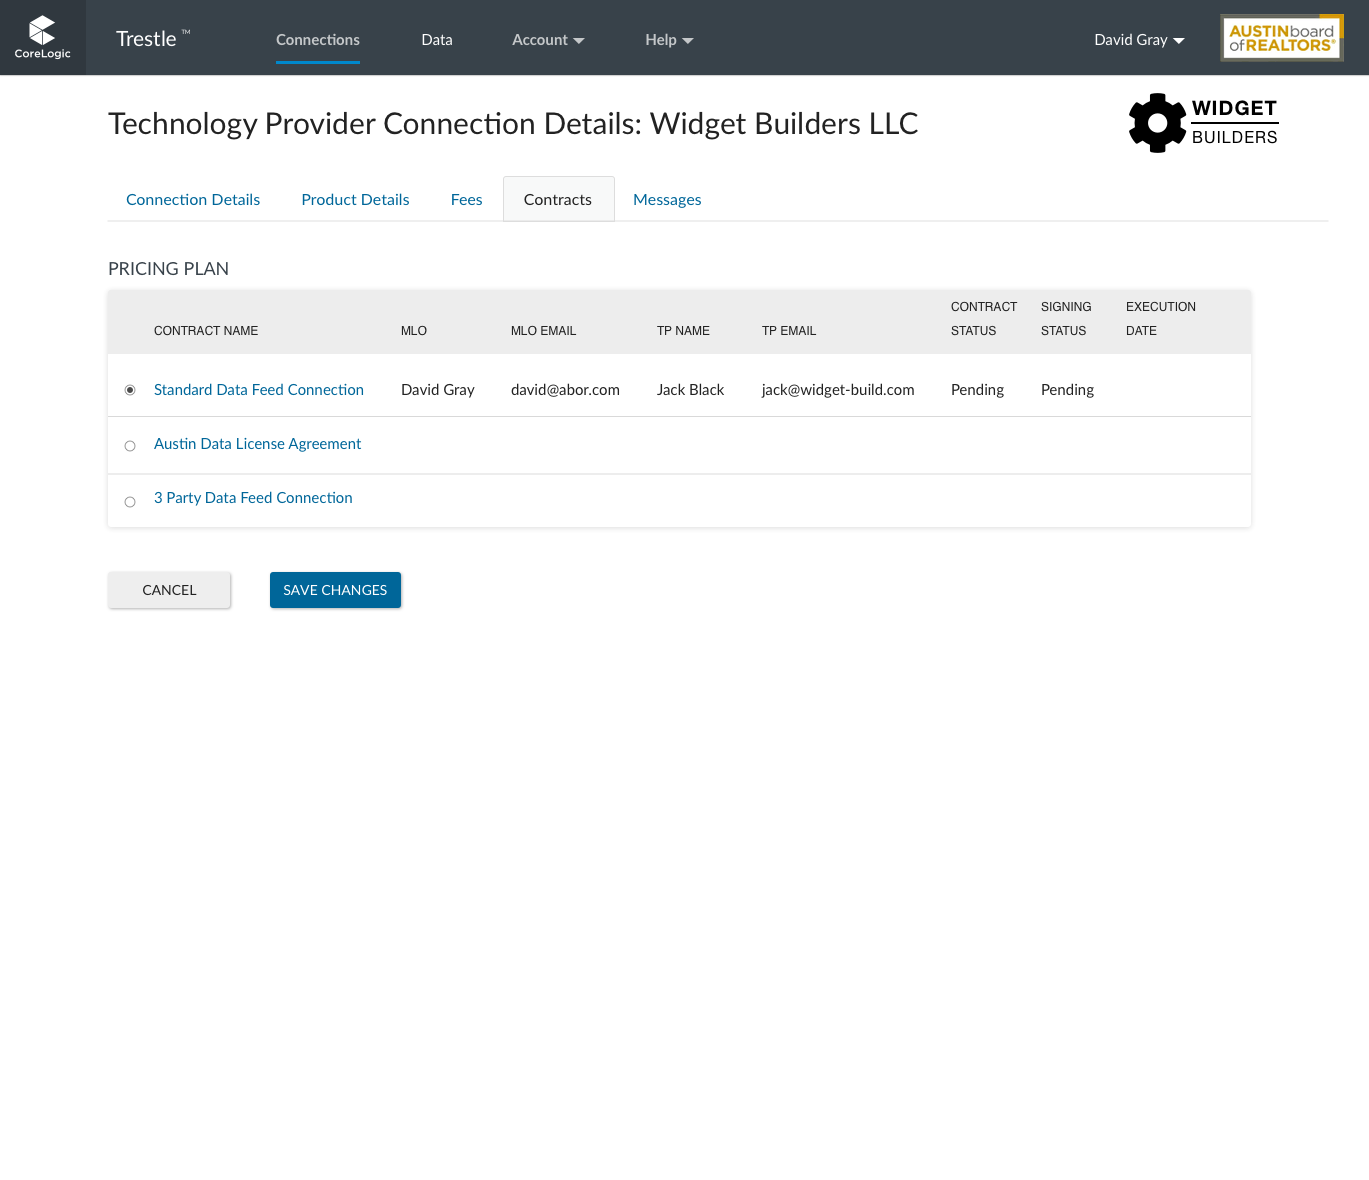 CoreLogic
Trestle ™
Connections
Data
Account
Help
David Gray
AUSTINboard
ofREALTORS®
Technology Provider Connection Details: Widget Builders LLC
WIDGET
BUILDERS
Connection Details
Product Details
Fees
Contracts
Messages
PRICING PLAN
CONTRACT NAME
MLO
MLO EMAIL
TP NAME
TP EMAIL
CONTRACT
STATUS
SIGNING
STATUS
EXECUTION
DATE
Standard Data Feed Connection
David Gray
david@abor.com
Jack Black
jack@widget-build.com
Pending
Pending
Austin Data License Agreement
3 Party Data Feed Connection
CANCEL
SAVE CHANGES